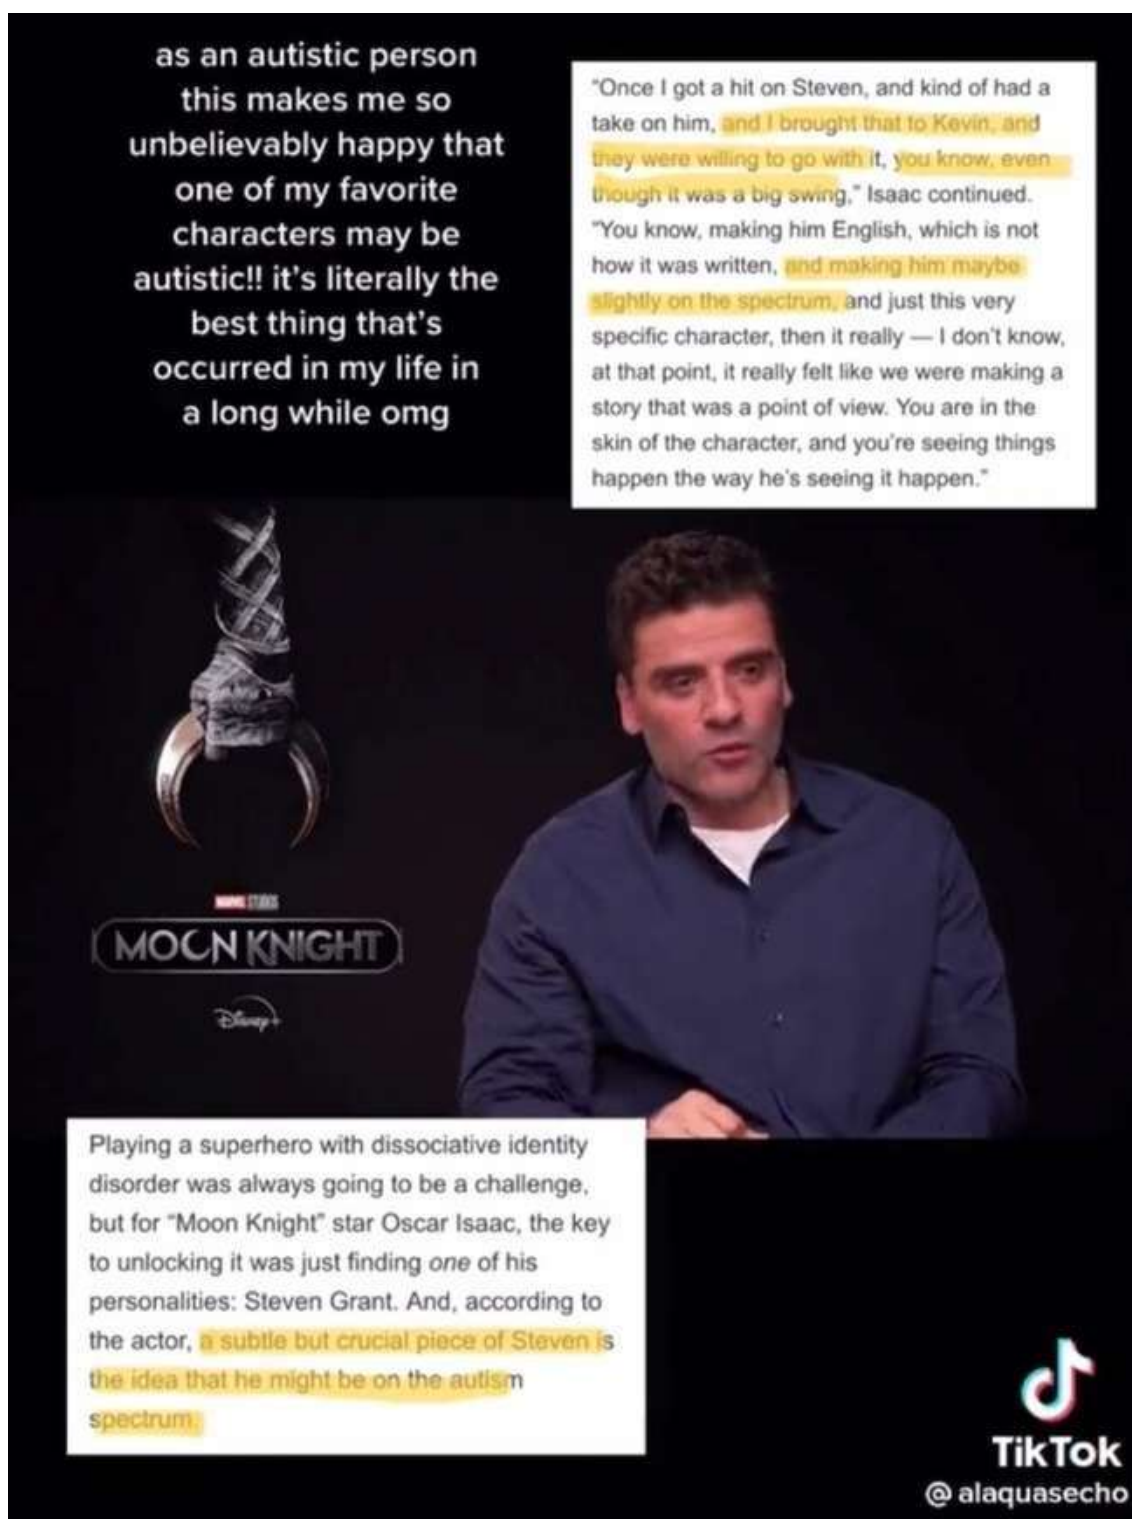 as an autistic person
this makes me so
unbelievably happy that
one of my favorite
characters may be
autistic!! it's literally the
best thing that's
occurred in my life in
a long while omg
"Once I got a hit on Steven, and kind of had a
take on him, and I brought that to Kevin, and
they were willing to go with it, you know, even
though it was a big swing," Isaac continued.
"You know, making him English, which is not
how it was written, and making him maybe
slightly on the spectrum, and just this very
specific character, then it really — I don't know,
at that point, it really felt like we were making a
story that was a point of view. You are in the
skin of the character, and you're seeing things
happen the way he's seeing it happen."
MARVEL STUDIOS
MOON KNIGHT
Disney+
Playing a superhero with dissociative identity
disorder was always going to be a challenge,
but for "Moon Knight" star Oscar Isaac, the key
to unlocking it was just finding one of his
personalities: Steven Grant. And, according to
the actor, a subtle but crucial piece of Steven is
the idea that he might be on the autism
spectrum.
TikTok
@alaquasecho